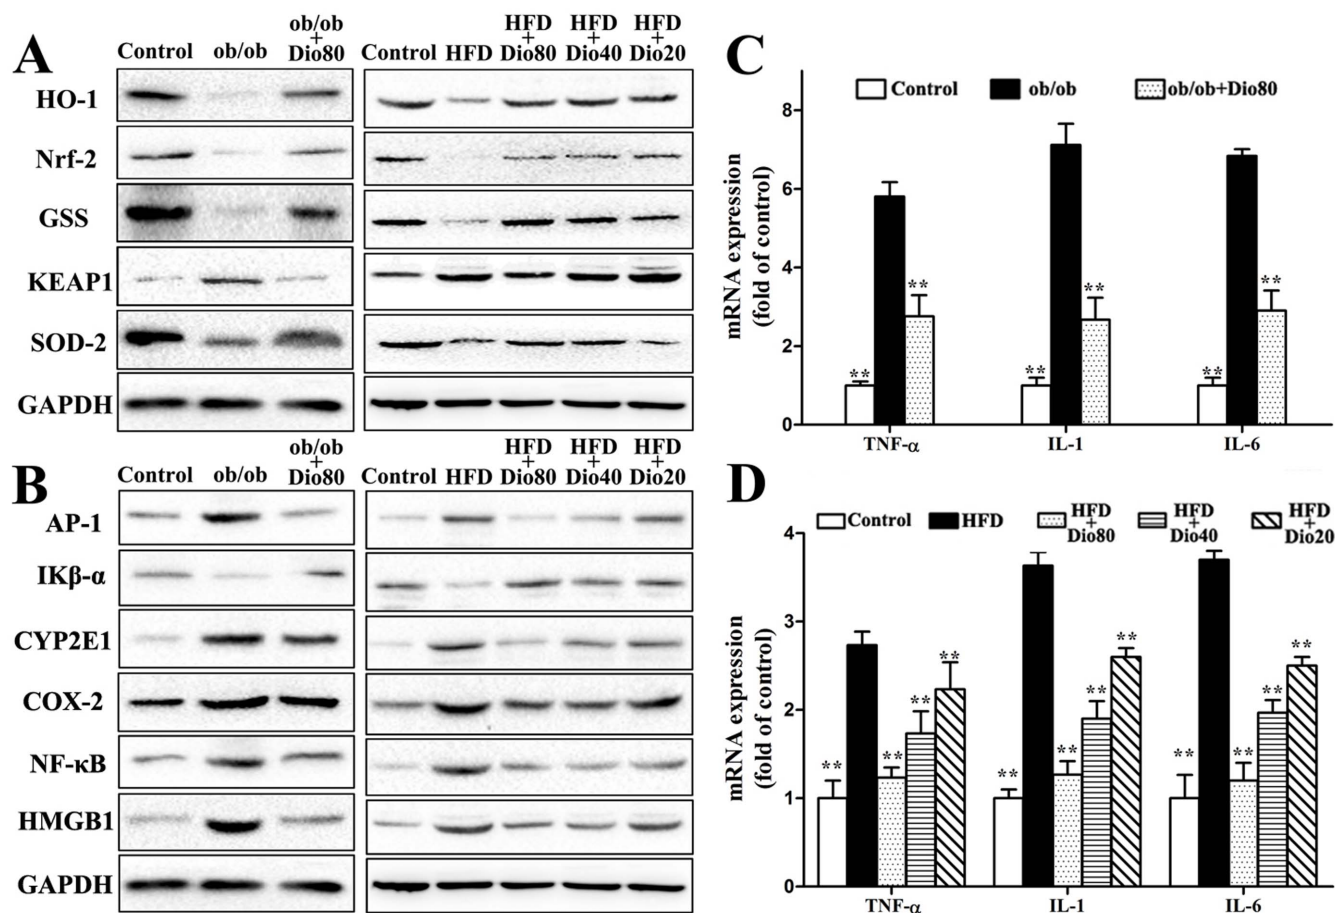 A
Control ob/ob ob/ob + Dio80
Control HFD HFD + Dio80 HFD + Dio40 HFD + Dio20
HO-1
Nrf-2
GSS
KEAP1
SOD-2
GAPDH
B
Control ob/ob ob/ob + Dio80
Control HFD HFD + Dio80 HFD + Dio40 HFD + Dio20
AP-1
IKβ-α
CYP2E1
COX-2
NF-κB
HMGB1
GAPDH
C
Control ob/ob ob/ob+Dio80
mRNA expression
(fold of control)
8
6
4
2
0
** ** ** ** ** **
TNF-α IL-1 IL-6
D
Control HFD HFD + Dio80 HFD + Dio40 HFD + Dio20
mRNA expression
(fold of control)
4
3
2
1
0
** ** ** ** ** ** ** ** ** ** ** **
TNF-α IL-1 IL-6